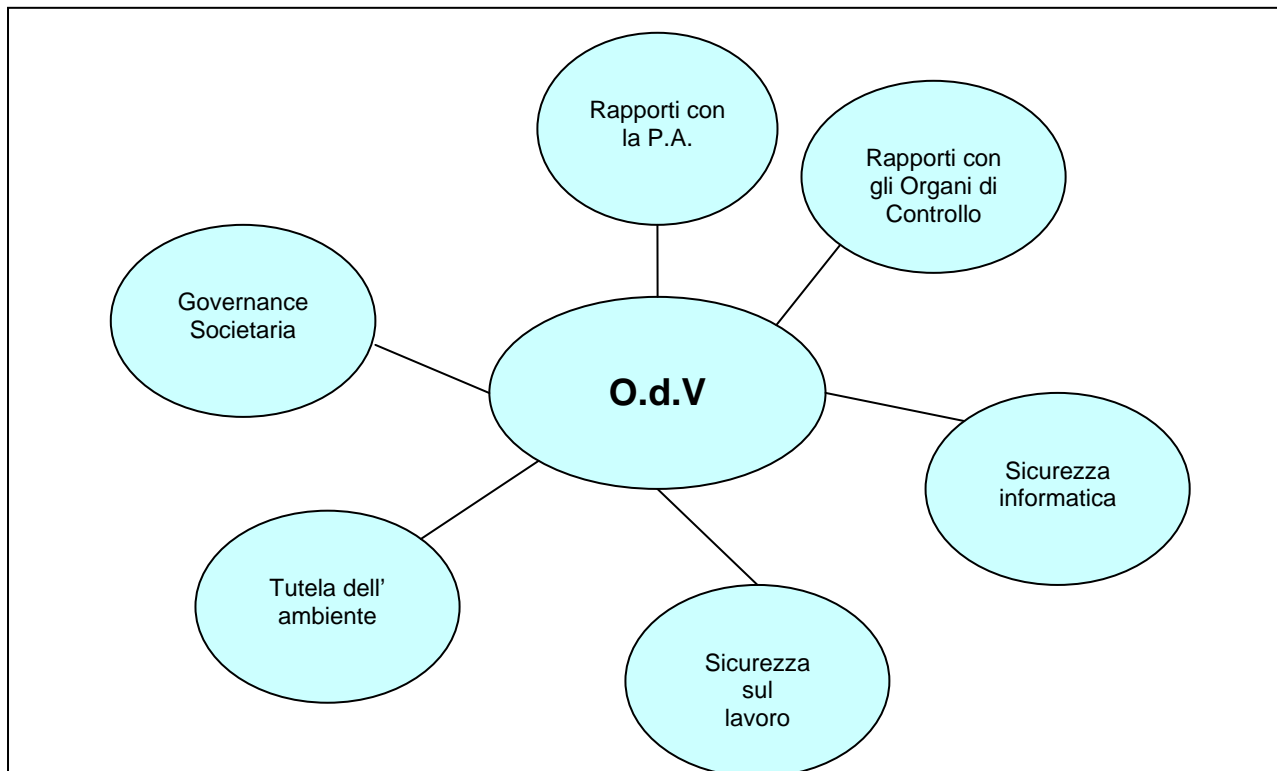 Rapporti con
la P.A.
Rapporti con
gli Organi di
Controllo
Governance
Societaria
O.d.V
Sicurezza
informatica
Tutela dell’
ambiente
Sicurezza
sul
lavoro